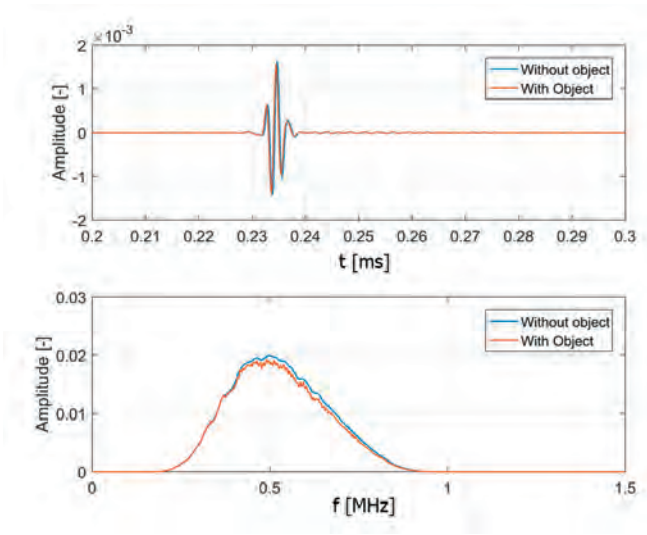 ×10⁻³
2
1
0
-1
-2
Amplitude [-]
Without object
With Object
0.2 0.21 0.22 0.23 0.24 0.25 0.26 0.27 0.28 0.29 0.3
t [ms]
0.03
0.02
0.01
0
Amplitude [-]
Without object
With Object
0 0.5 1 1.5
f [MHz]